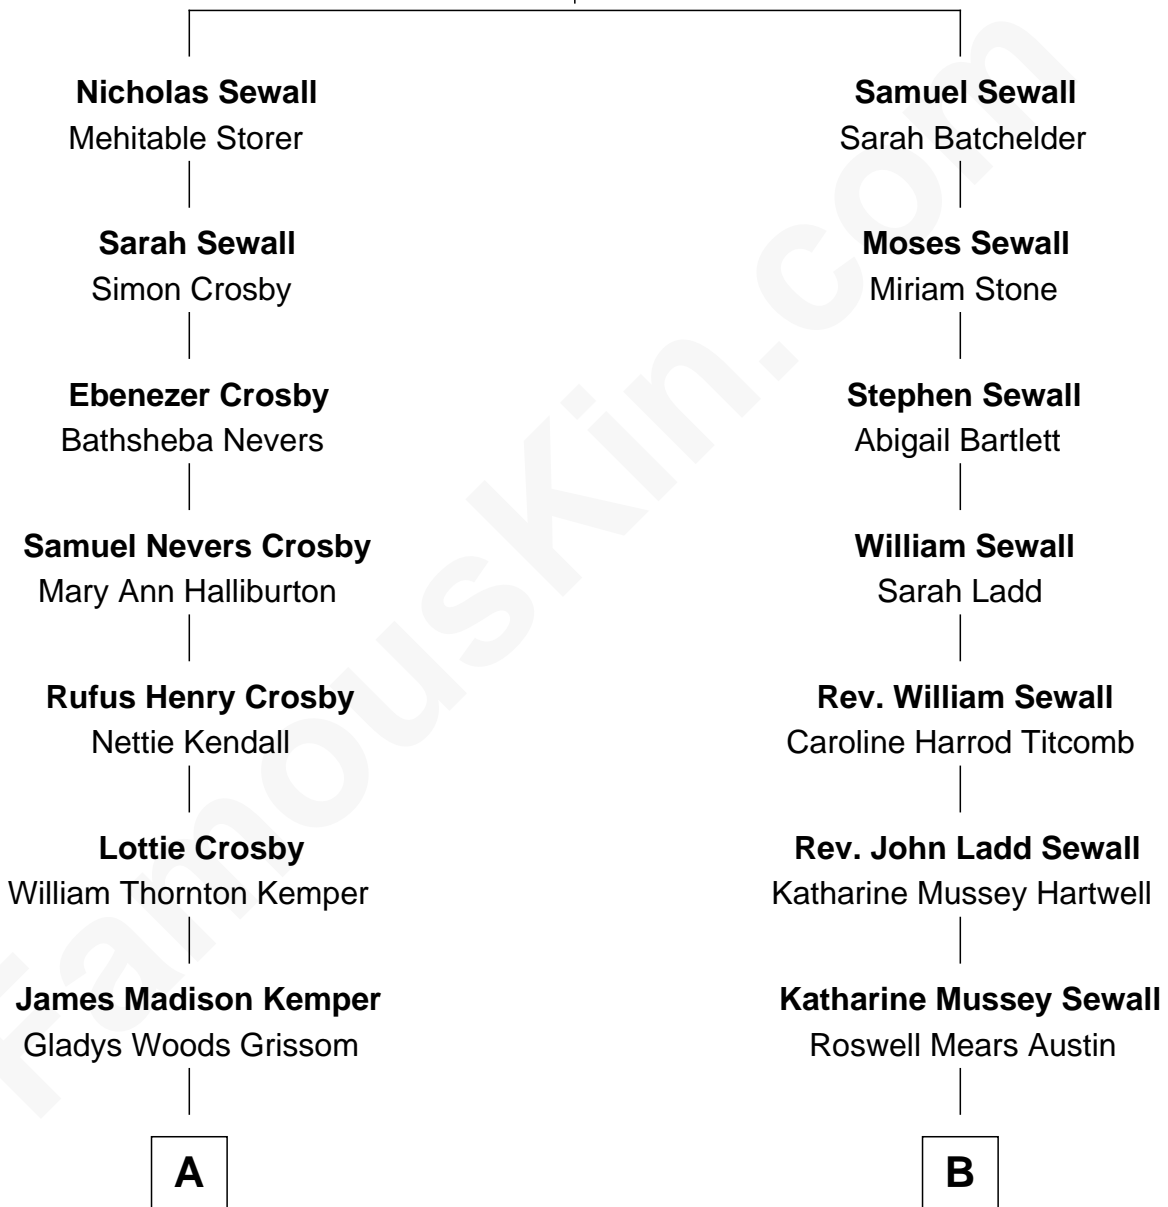 Nicholas Sewall
Mehitable Storer
Sarah Sewall
Simon Crosby
Ebenezer Crosby
Bathsheba Nevers
Samuel Nevers Crosby
Mary Ann Halliburton
Rufus Henry Crosby
Nettie Kendall
Lottie Crosby
William Thornton Kemper
James Madison Kemper
Gladys Woods Grissom
A
Samuel Sewall
Sarah Batchelder
Moses Sewall
Miriam Stone
Stephen Sewall
Abigail Bartlett
William Sewall
Sarah Ladd
Rev. William Sewall
Caroline Harrod Titcomb
Rev. John Ladd Sewall
Katharine Mussey Hartwell
Katharine Mussey Sewall
Roswell Mears Austin
B
FamousKin.com